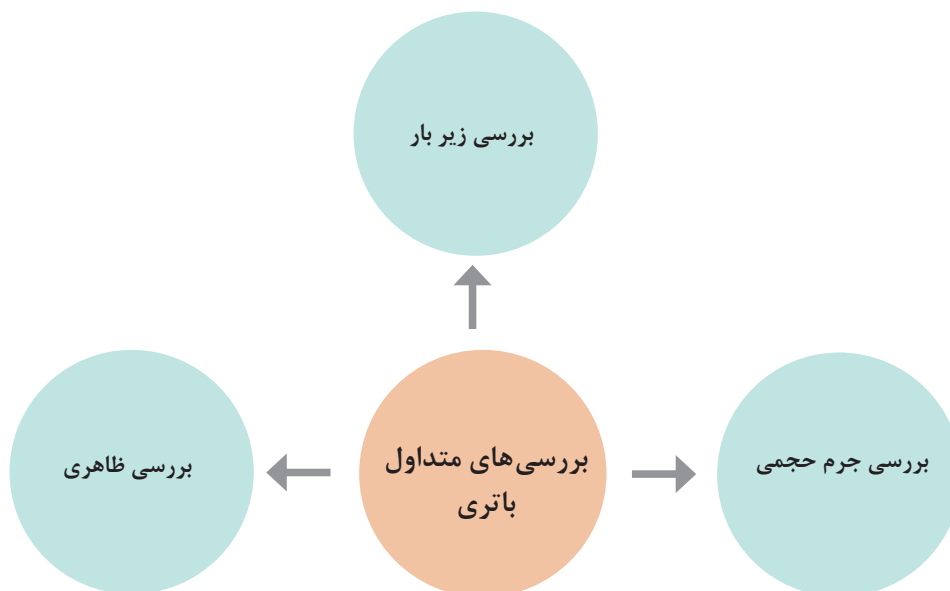 بررسی زیر بار
بررسی جرم حجمی
بررسی‌های متداول
باتری
بررسی ظاهری